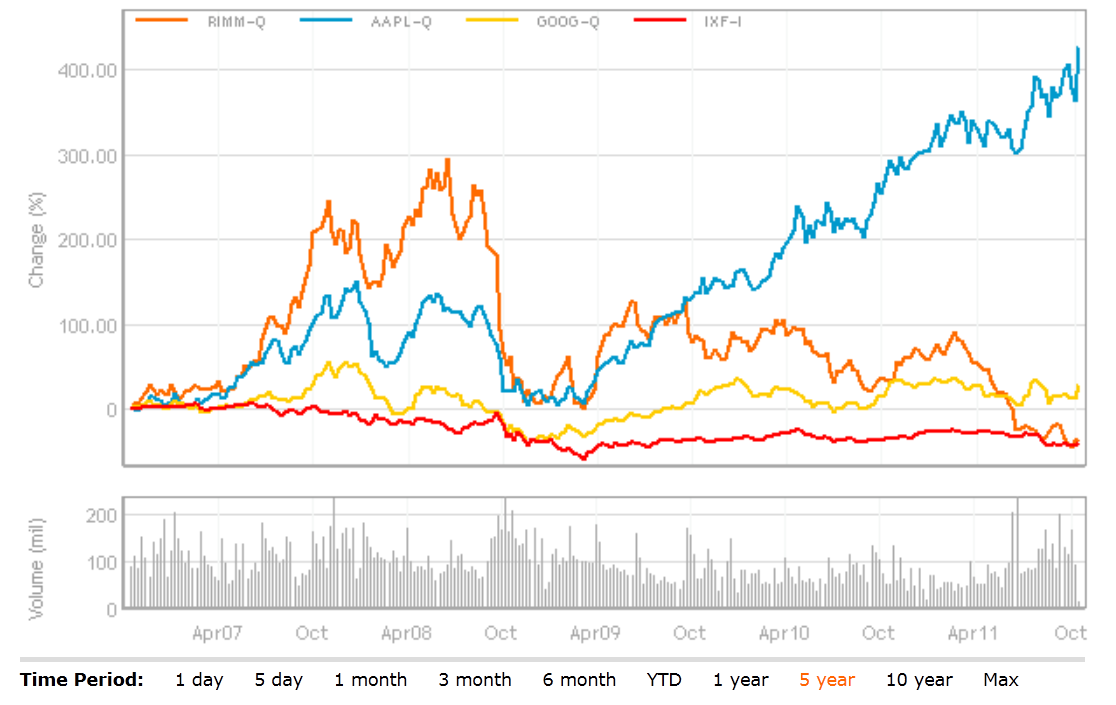 RIMM-Q AAPL-Q GOOG-Q IXF-I
400.00
300.00
200.00
100.00
0
Change (%)
200
100
0
Volume (mil)
Apr07 Oct Apr08 Oct Apr09 Oct Apr10 Oct Apr11 Oct
Time Period: 1 day 5 day 1 month 3 month 6 month YTD 1 year 5 year 10 year Max